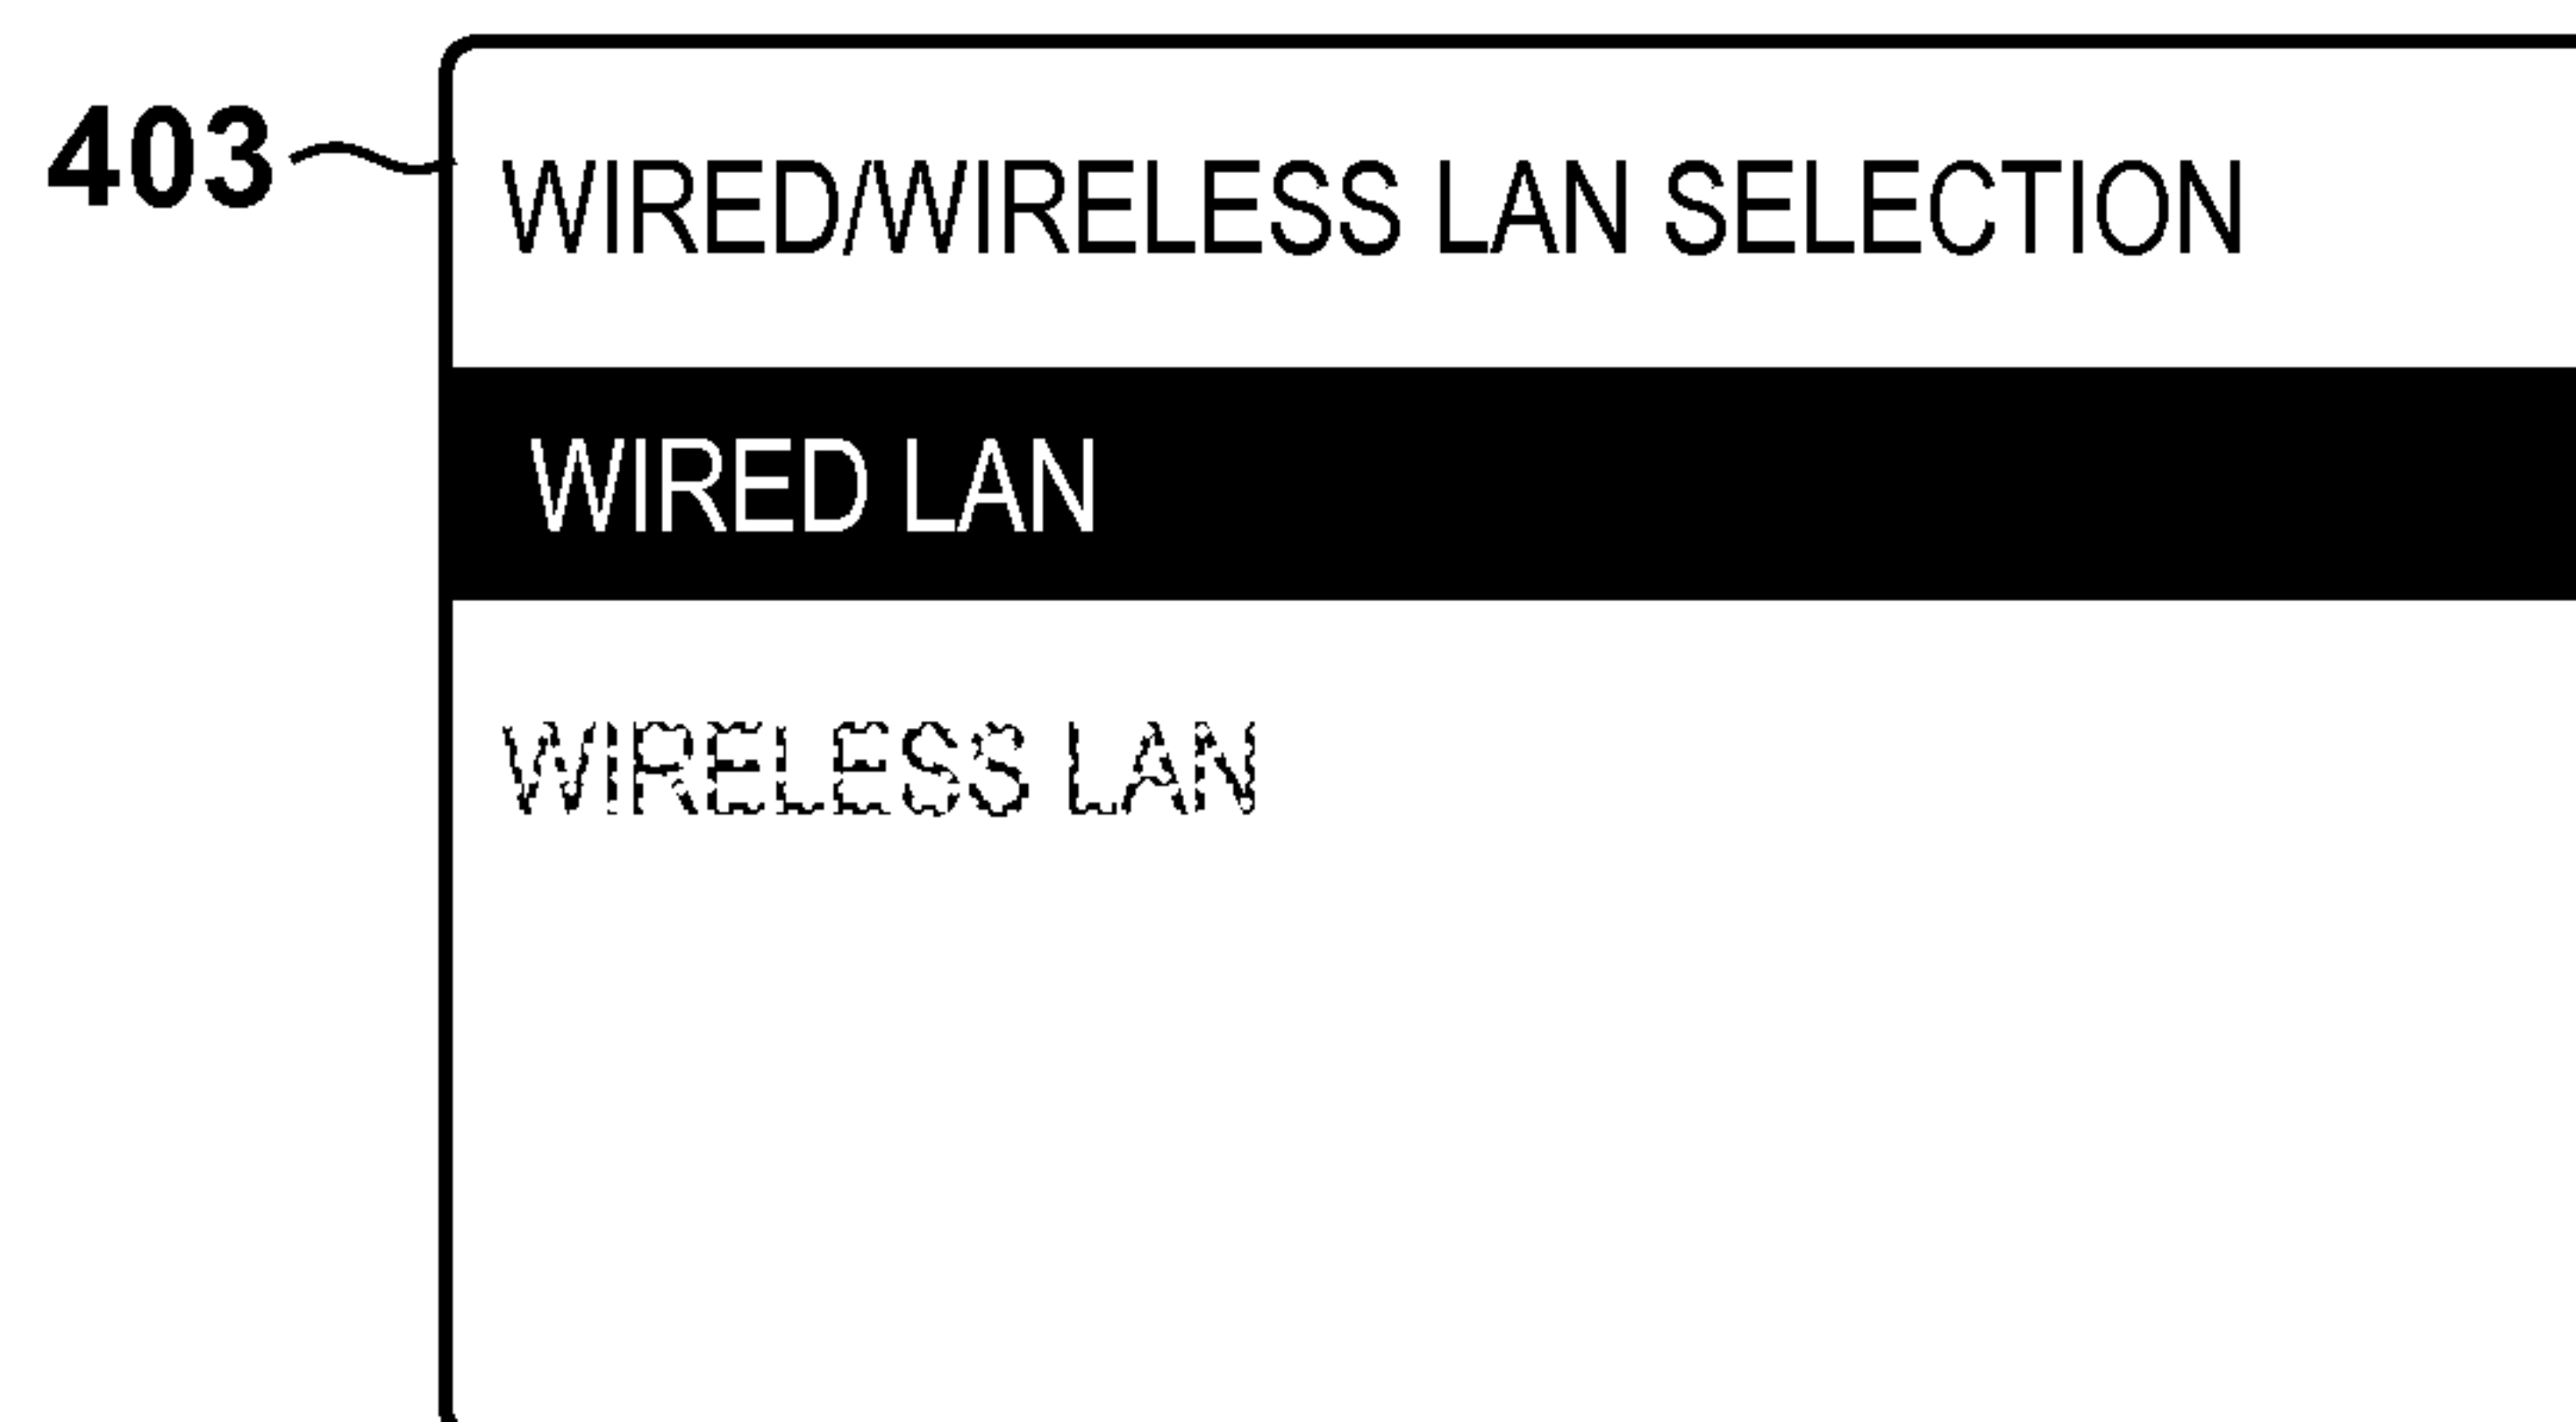 403
WIRED/WIRELESS LAN SELECTION
WIRED LAN
WIRELESS LAN